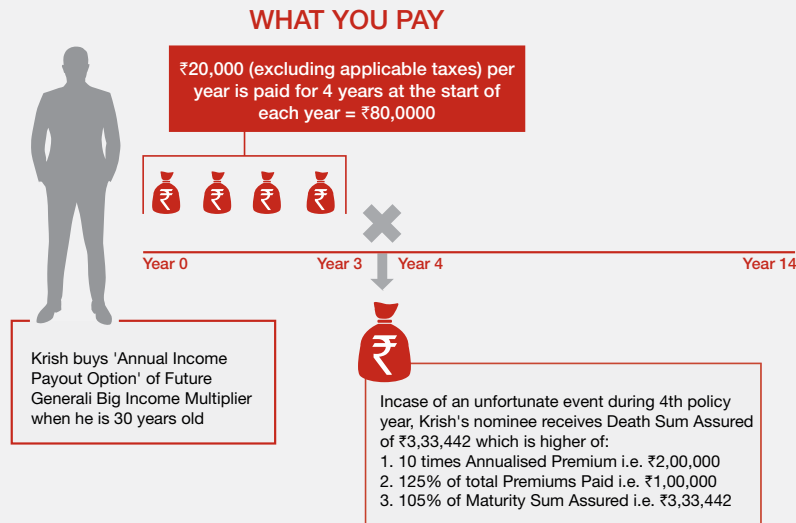 WHAT YOU PAY
₹20,000 (excluding applicable taxes) per
year is paid for 4 years at the start of
each year = ₹80,0000
₹ ₹ ₹ ₹
Year 0 Year 3 Year 4 Year 14
₹
Krish buys 'Annual Income
Payout Option' of Future
Generali Big Income Multiplier
when he is 30 years old
Incase of an unfortunate event during 4th policy
year, Krish's nominee receives Death Sum Assured
of ₹3,33,442 which is higher of:
1. 10 times Annualised Premium i.e. ₹2,00,000
2. 125% of total Premiums Paid i.e. ₹1,00,000
3. 105% of Maturity Sum Assured i.e. ₹3,33,442